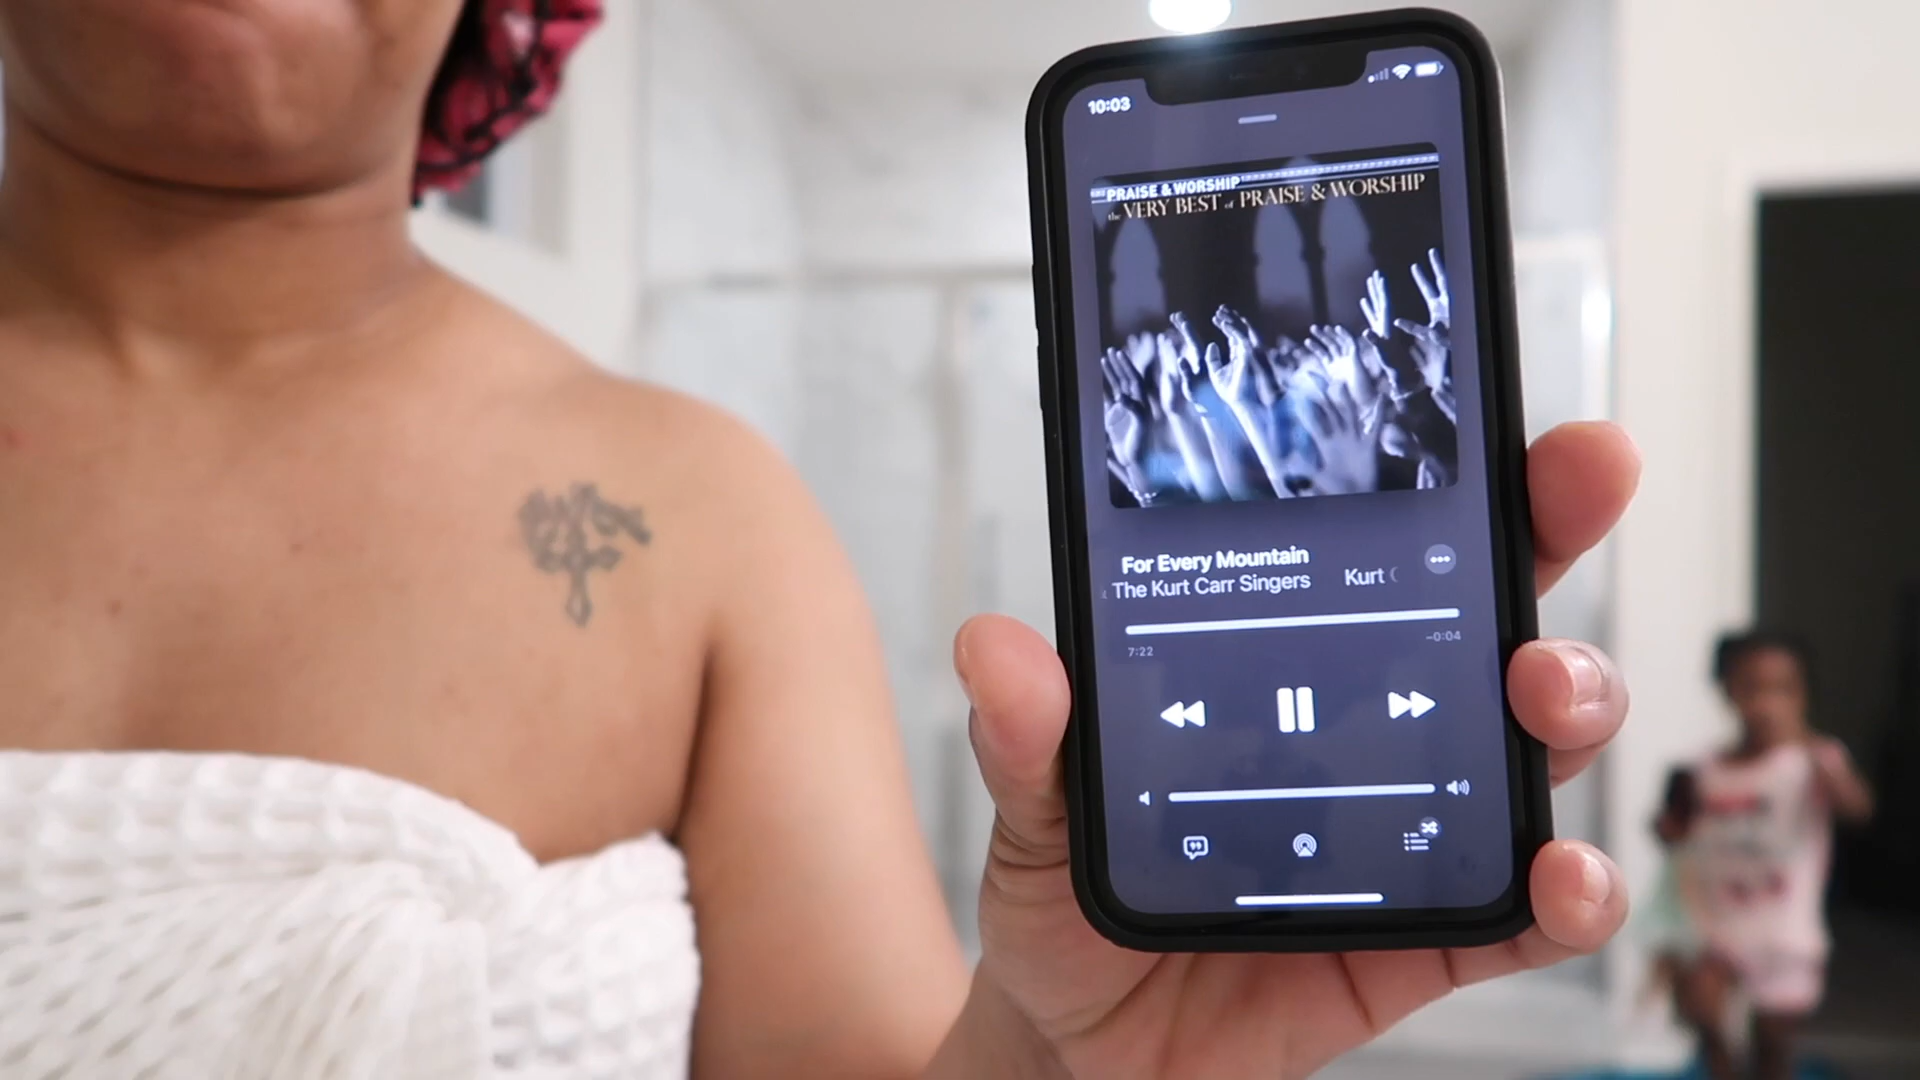 10:03
PRAISE & WORSHIP
the VERY BEST of PRAISE & WORSHIP
For Every Mountain
The Kurt Carr Singers Kurt
7:22
-0:04